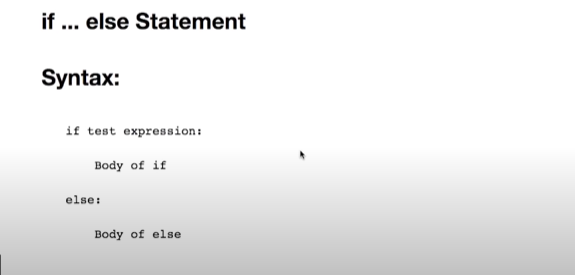 if ... else Statement
Syntax:
if test expression:
Body of if
else:
Body of else